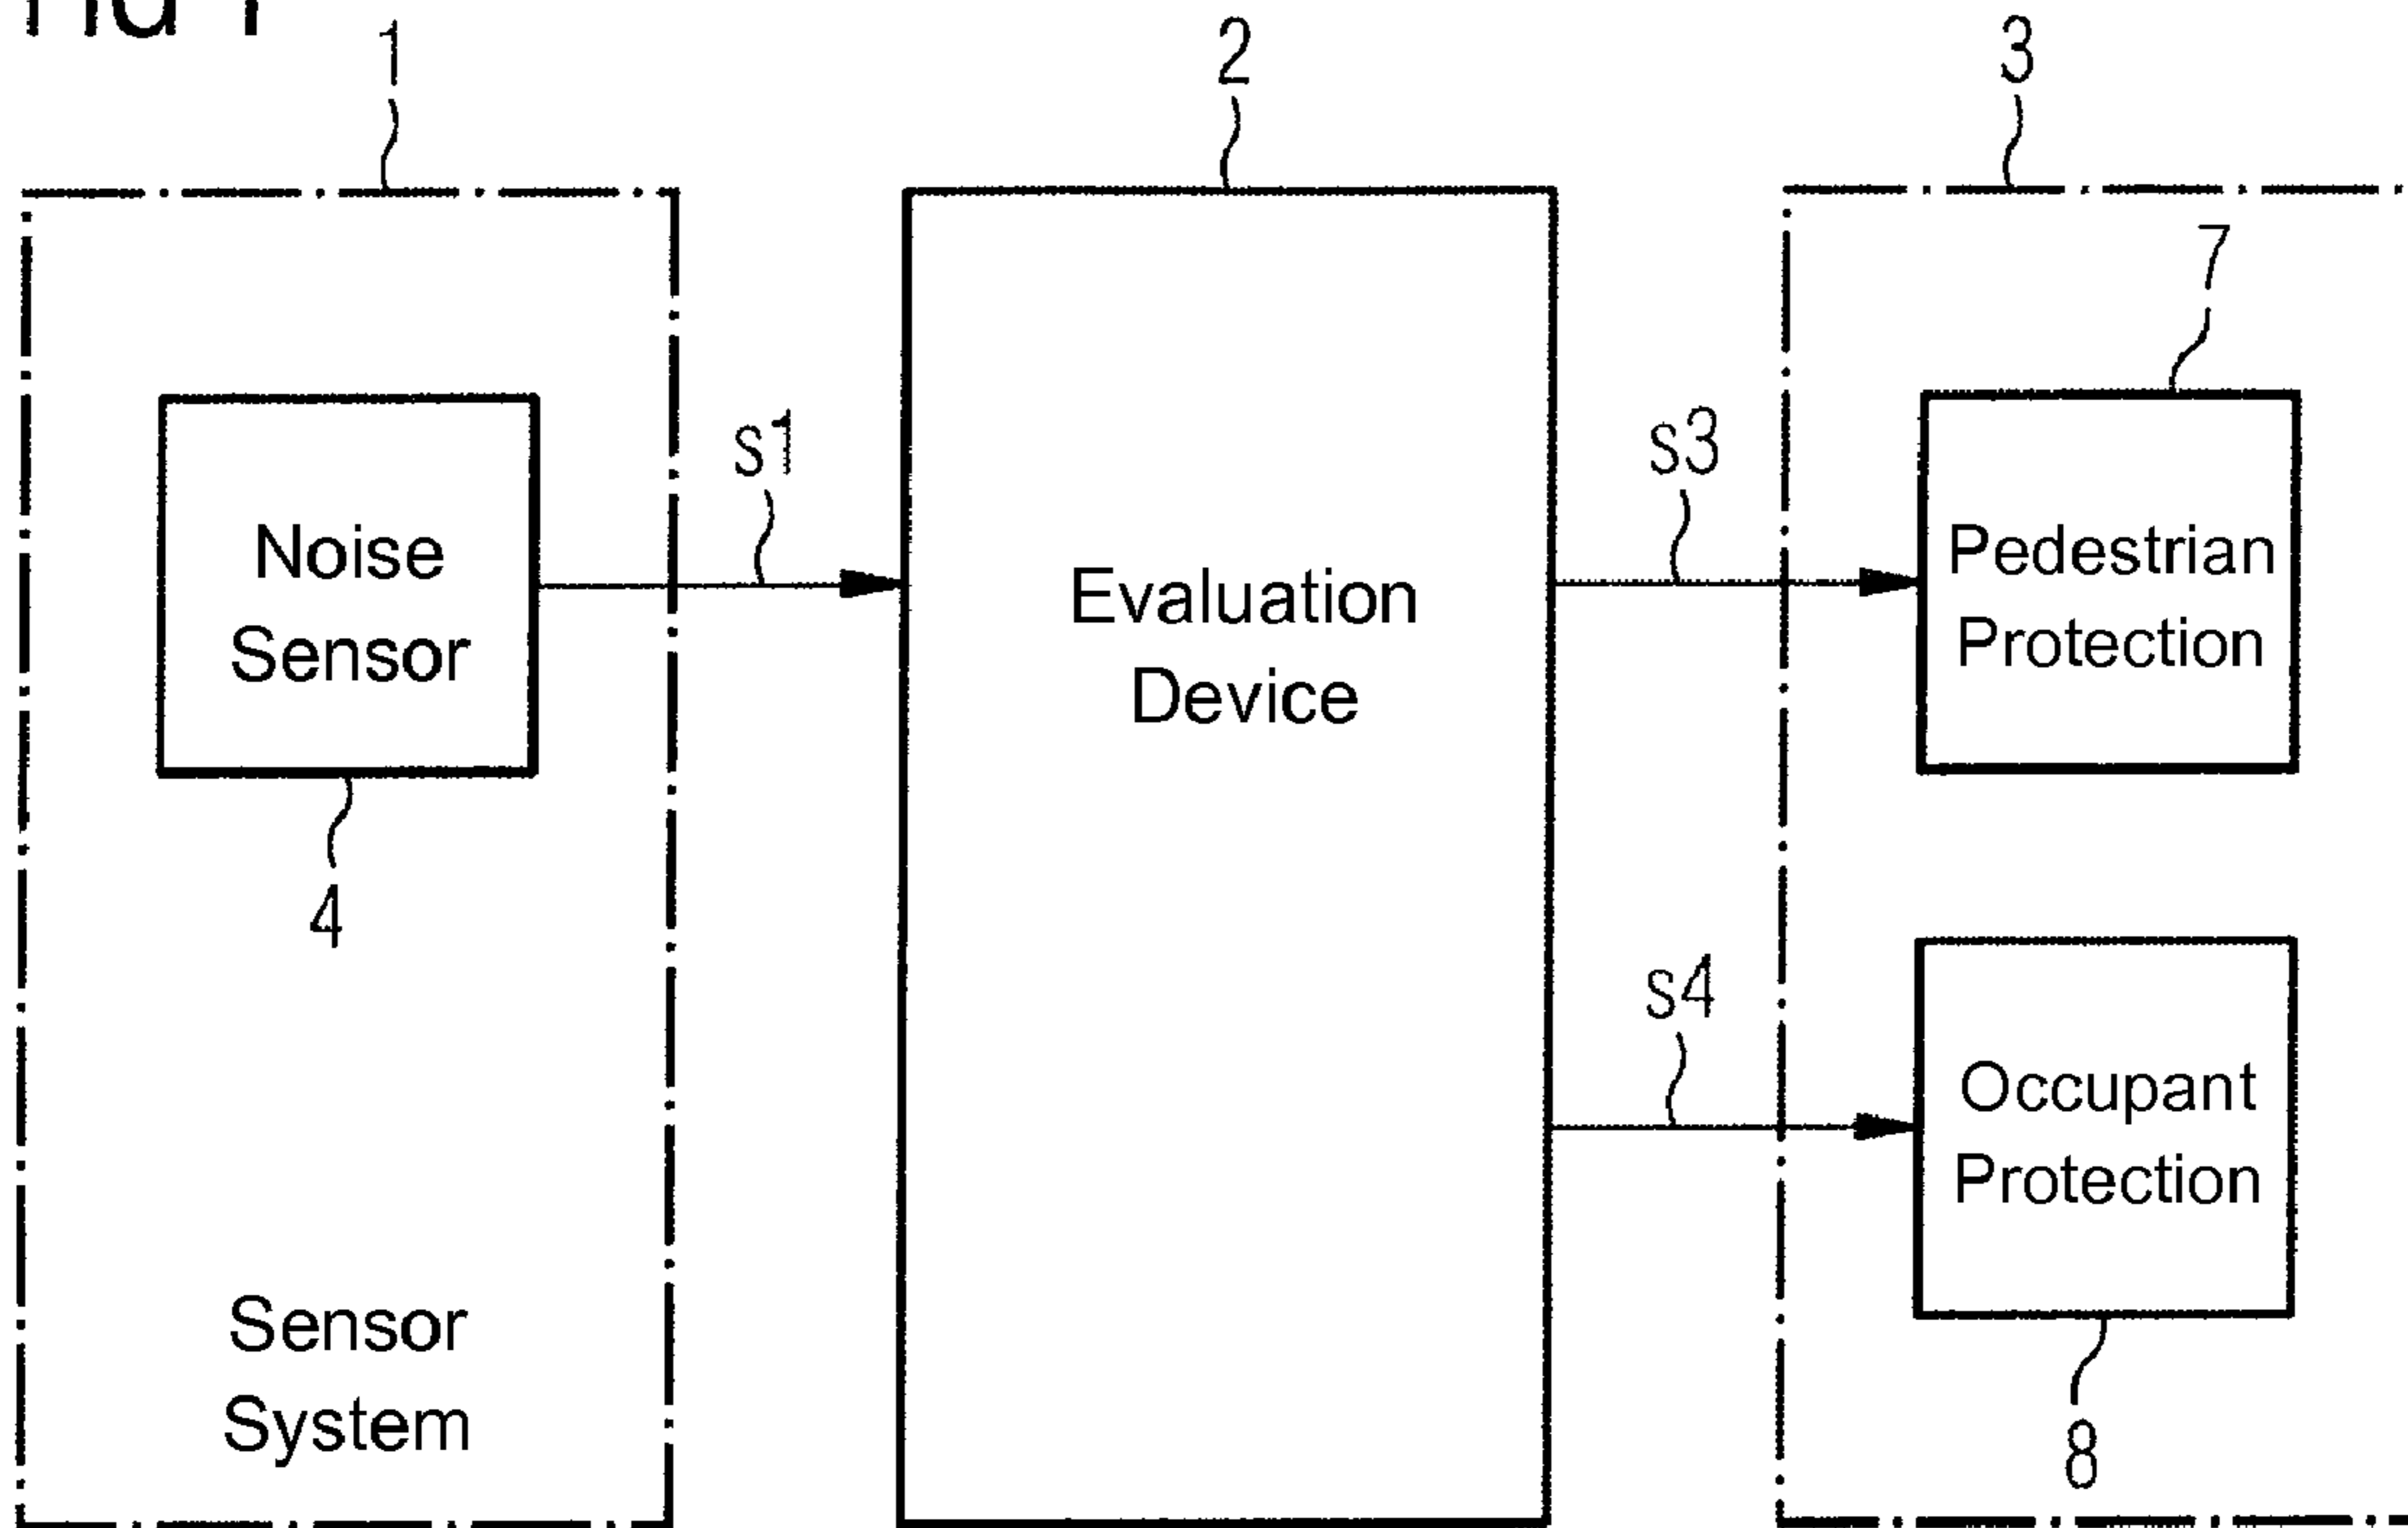 1
2
3
7
Noise
Sensor
s1
Evaluation
Device
s3
Pedestrian
Protection
4
s4
Occupant
Protection
Sensor
System
8